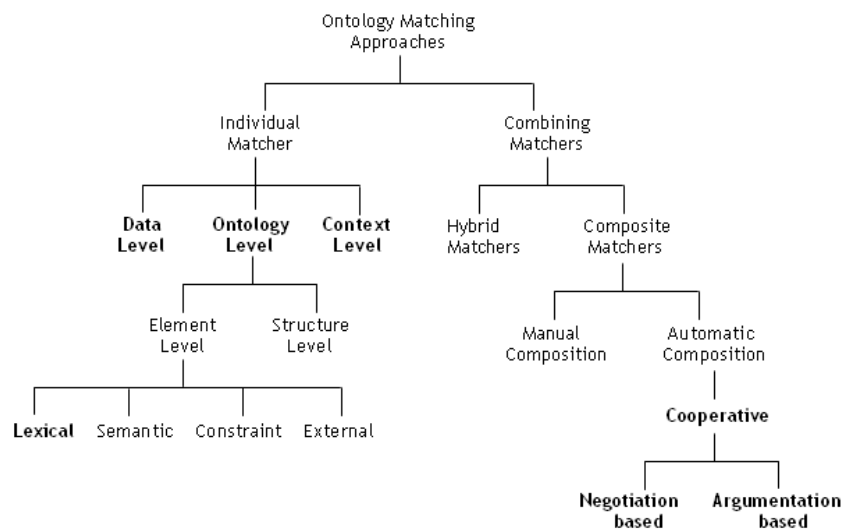 Ontology Matching
Approaches
Individual
Matcher
Combining
Matchers
Data
Level
Ontology
Level
Context
Level
Hybrid
Matchers
Composite
Matchers
Element
Level
Structure
Level
Manual
Composition
Automatic
Composition
Lexical
Semantic
Constraint
External
Cooperative
Negotiation
based
Argumentation
based